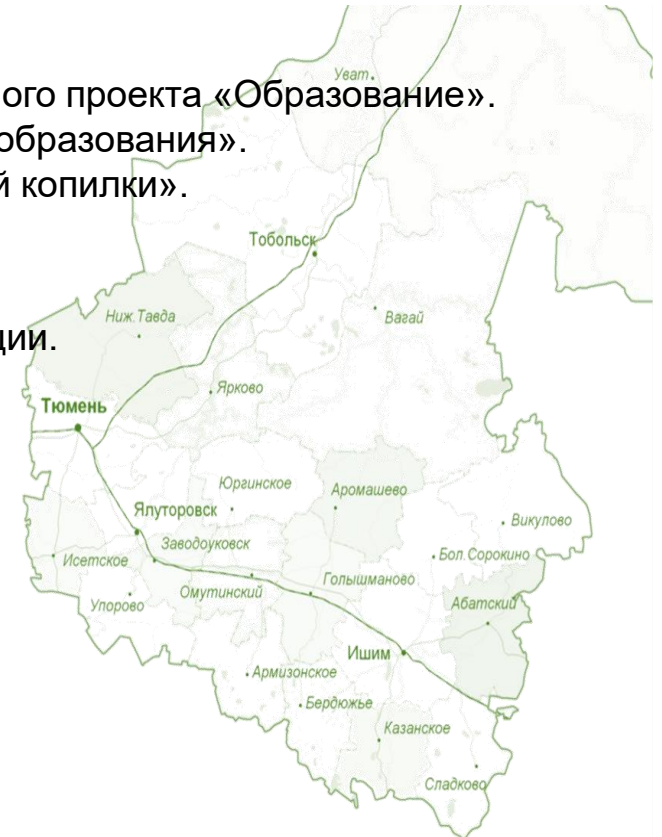 Уват
ого проекта «Образование».
образования».
й копилки».
Тобольск
Ниж.Тавда
Вагай
ции.
Ярково
Тюмень
Юргинское
Аромашево
Ялуторовск
Викулово
Заводоуковск
Бол.Сорокино
Исетское
Голышманово
Омутинский
Упорово
Абатский
Ишим
Армизонское
Бердюжье
Казанское
Сладково